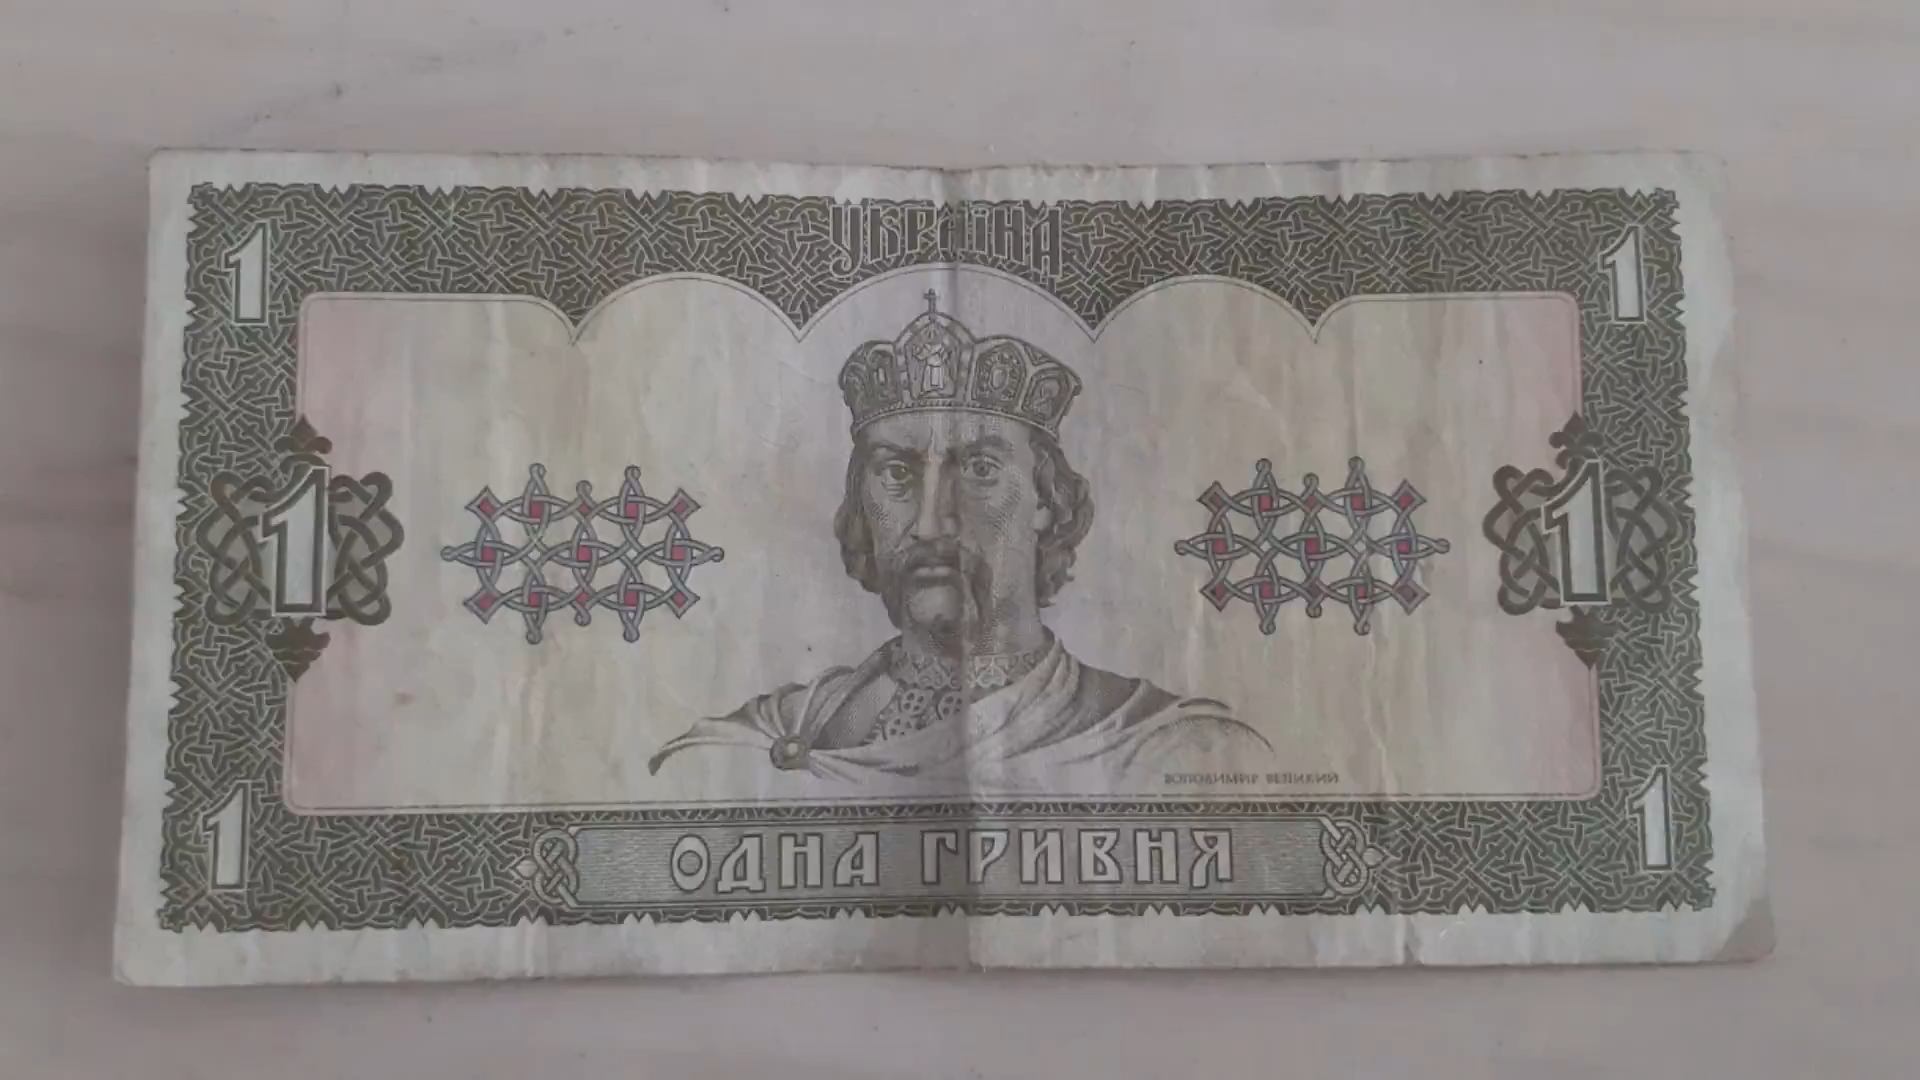 УКРАЇНА
1 1
1 1
ВОЛОДИМИР ВЕЛИКИЙ
1 1
ОДНА ГРИВНЯ